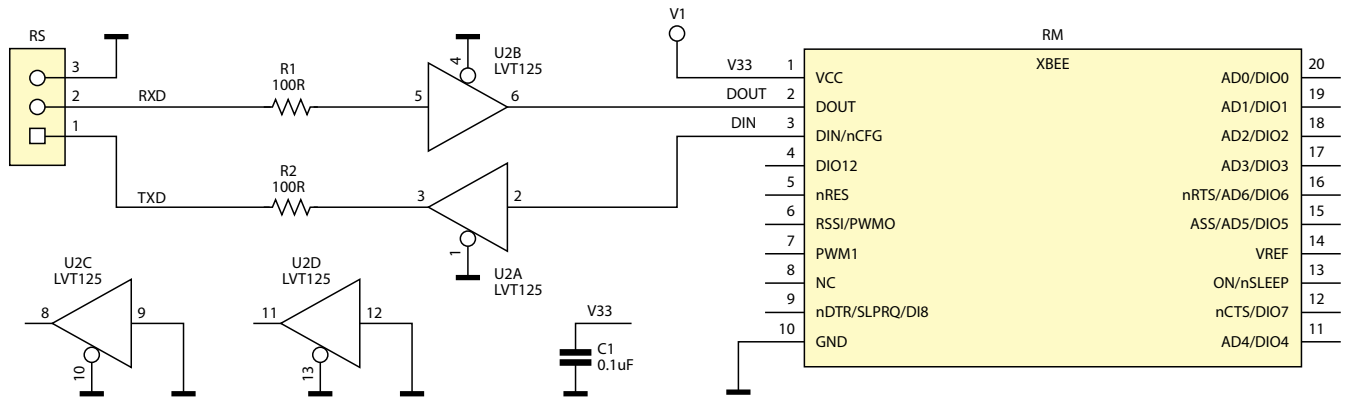 RS
3
2
1
RXD
TXD
R1
100R
R2
100R
U2B
LVT125
4
5
6
3
2
1
U2A
LVT125
U2C
LVT125
8
9
10
U2D
LVT125
11
12
13
V33
C1
0.1uF
V1
V33
DOUT
DIN
RM
XBEE
1
VCC
2
DOUT
3
DIN/nCFG
4
DIO12
5
nRES
6
RSSI/PWMO
7
PWM1
8
NC
9
nDTR/SLPRQ/DI8
10
GND
20
AD0/DIO0
19
AD1/DIO1
18
AD2/DIO2
17
AD3/DIO3
16
nRTS/AD6/DIO6
15
ASS/AD5/DIO5
14
VREF
13
ON/nSLEEP
12
nCTS/DIO7
11
AD4/DIO4